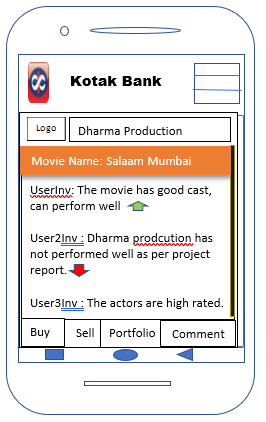 Kotak Bank
Logo
Dharma Production
Movie Name: Salaam Mumbai
UserInv: The movie has good cast,
can perform well
User2Inv : Dharma prodcution has
not performed well as per project
report.
User3Inv : The actors are high rated.
Buy
Sell
Portfolio
Comment